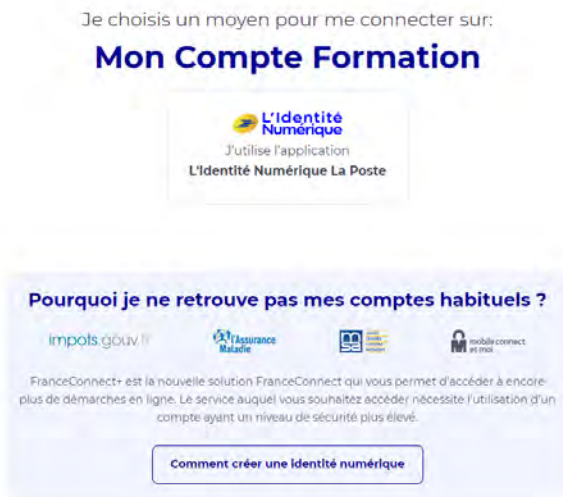 Je choisis un moyen pour me connecter sur:
Mon Compte Formation
L'Identité
Numérique
J'utilise l'application
L'Identité Numérique La Poste
Pourquoi je ne retrouve pas mes comptes habituels ?
impots.gouv.fr
l'Assurance
Maladie
msa
mobile connect
et moi
FranceConnect+ est la nouvelle solution FranceConnect qui vous permet d'accéder à encore
plus de démarches en ligne. Le service auquel vous souhaitez accéder nécessite l'utilisation d'un
compte ayant un niveau de sécurité plus élevé.
Comment créer une identité numérique